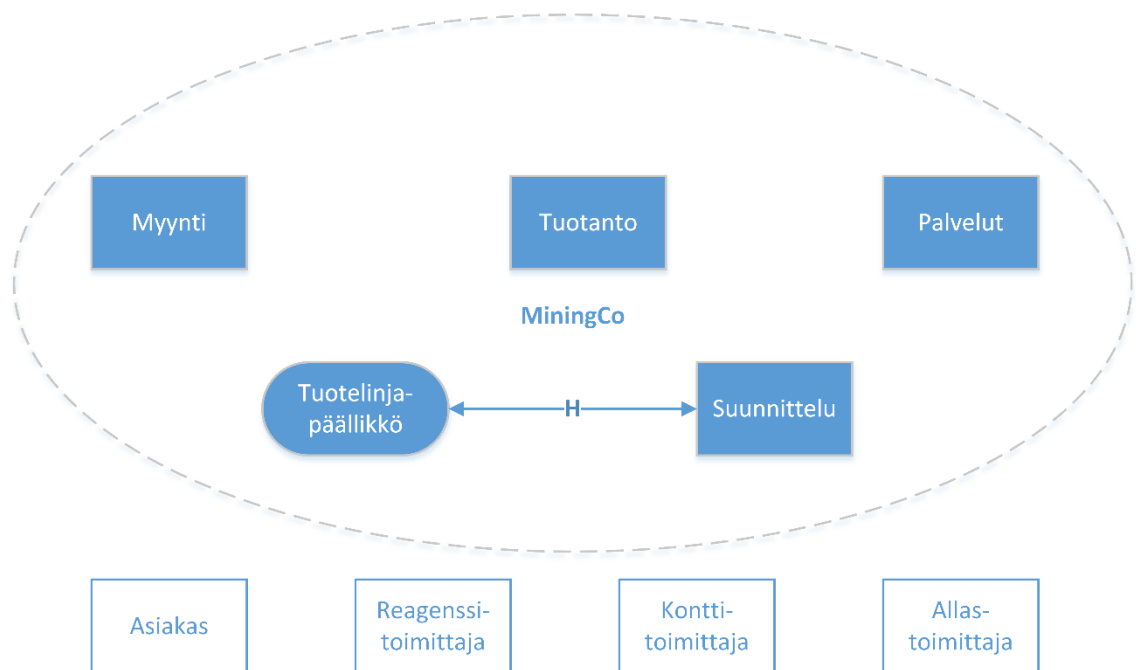 Myynti
Tuotanto
Palvelut
MiningCo
Tuotelinja-
päällikkö
H
Suunnittelu
Asiakas
Reagenssi-
toimittaja
Kontti-
toimittaja
Allas-
toimittaja